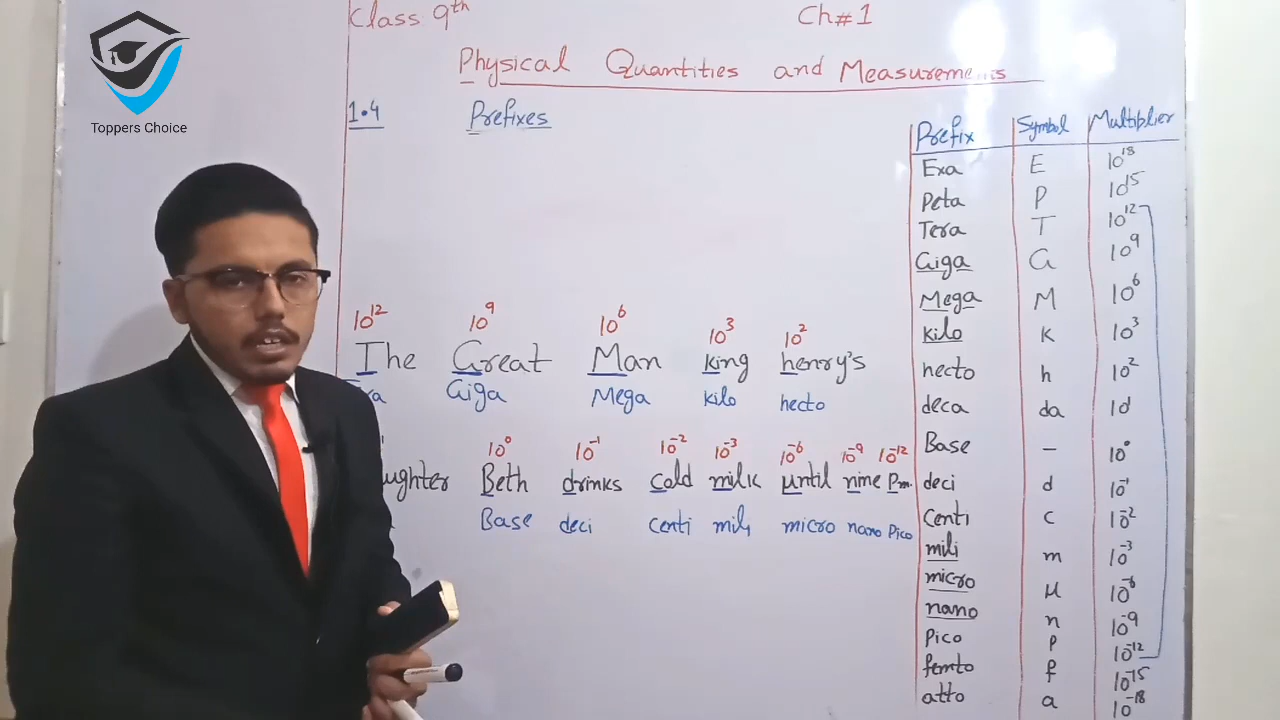 Class 9th Ch#1
Physical Quantities and Measurements
Toppers Choice
1.4 Prefixes
10^12 10^9 10^6 10^3 10^2
The Great Man king henry's
Giga Mega kilo hecto
10^0 10^-1 10^-2 10^-3 10^-6 10^-9 10^-12
Beth drinks cold milk μntil nine Pm.
Base deci centi mili micro nano Pico
Prefix Symbol Multiplier
Exa E 10^18
Peta P 10^15
Tera T 10^12
Giga G 10^9
Mega M 10^6
kilo k 10^3
hecto h 10^2
deca da 10^1
Base – 10^0
deci d 10^-1
Centi c 10^-2
mili m 10^-3
micro μ 10^-6
nano n 10^-9
Pico p 10^-12
femto f 10^-15
atto a 10^-18